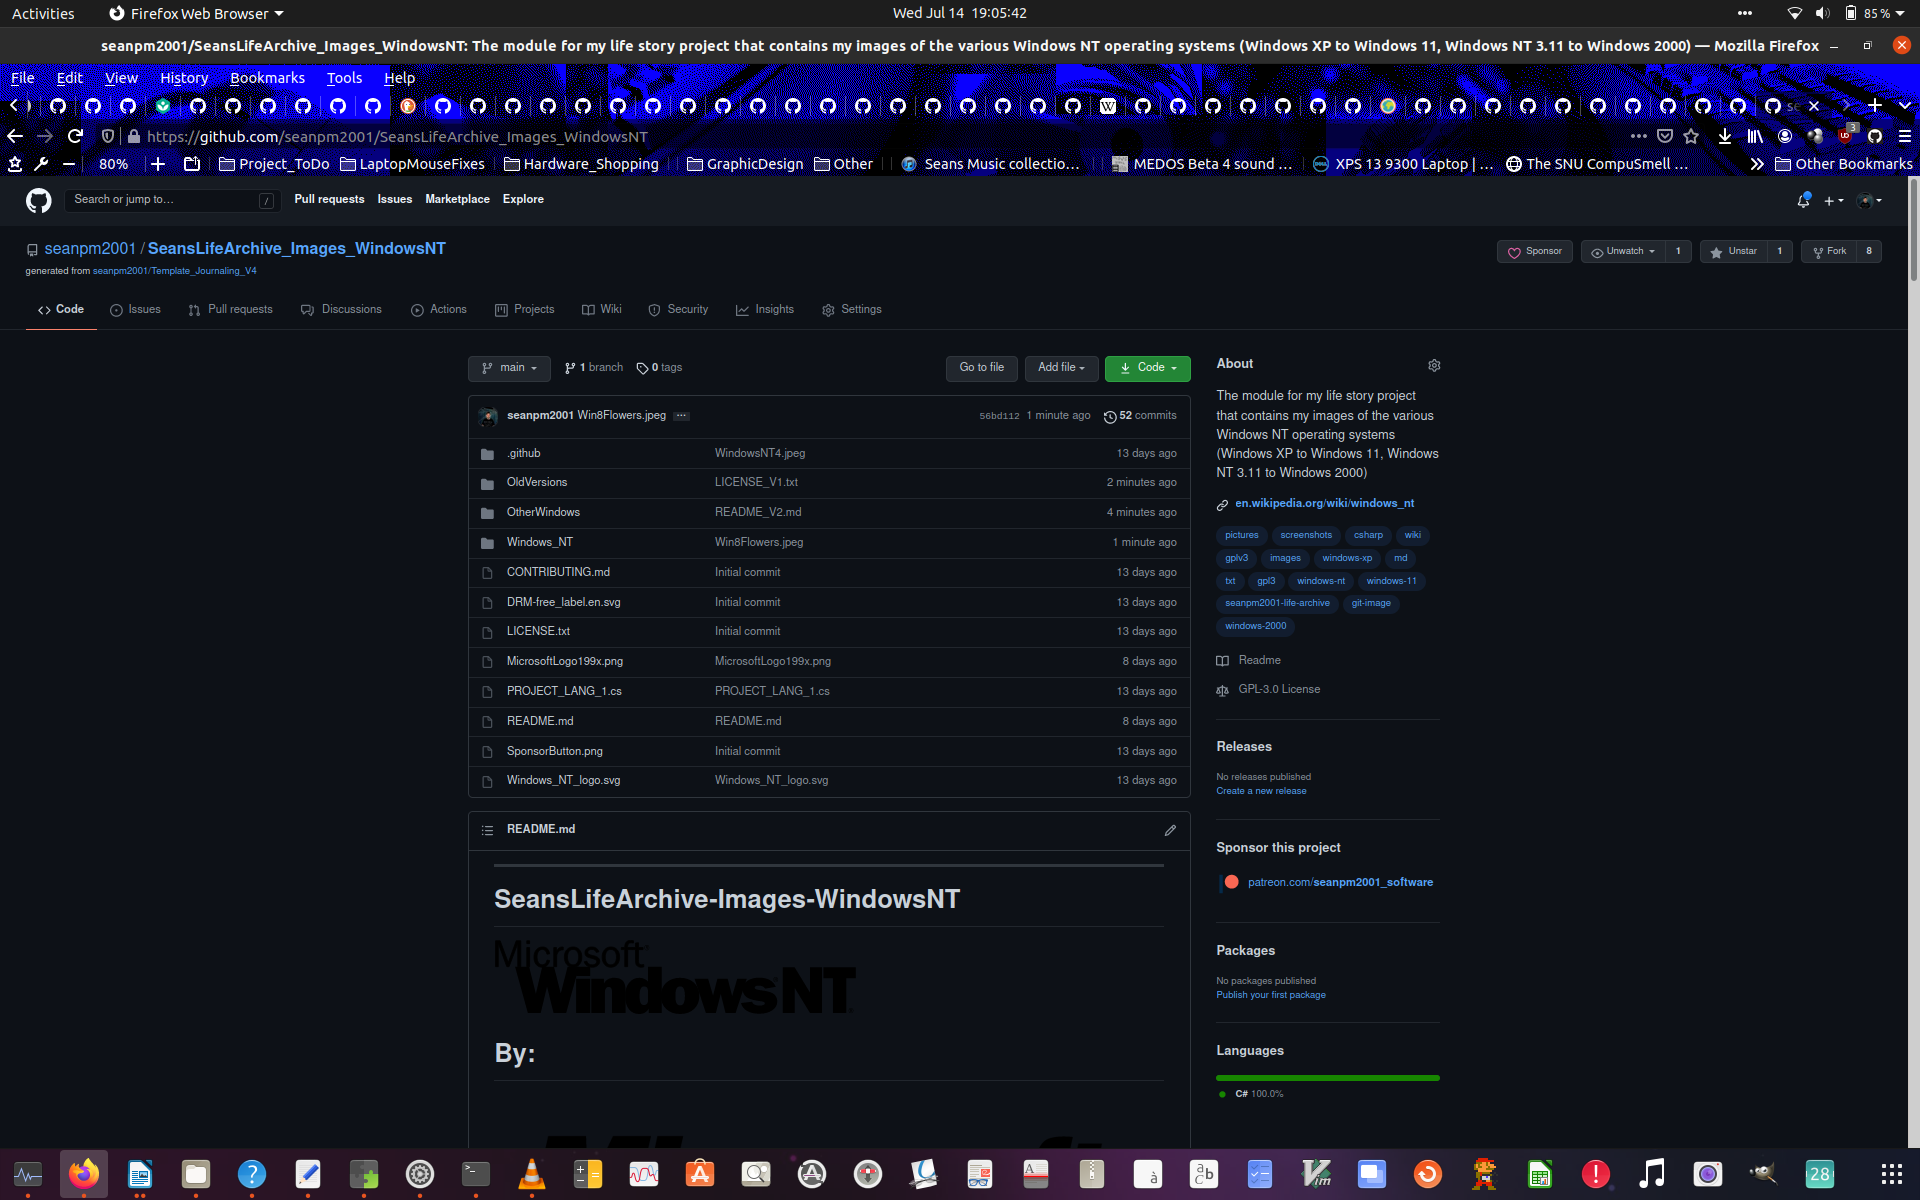 Activities Firefox Web Browser Wed Jul 14 19:05:42 85 %
seanpm2001/SeansLifeArchive_Images_WindowsNT: The module for my life story project that contains my images of the various Windows NT operating systems (Windows XP to Windows 11, Windows NT 3.11 to Windows 2000) — Mozilla Firefox
File Edit View History Bookmarks Tools Help
https://github.com/seanpm2001/SeansLifeArchive_Images_WindowsNT 3
80% Project_ToDo LaptopMouseFixes Hardware_Shopping GraphicDesign Other Seans Music collectio… MEDOS Beta 4 sound … XPS 13 9300 Laptop | … The SNU CompuSmell … Other Bookmarks
Search or jump to… / Pull requests Issues Marketplace Explore
seanpm2001 / SeansLifeArchive_Images_WindowsNT Sponsor Unwatch 1 Unstar 1 Fork 8
generated from seanpm2001/Template_Journaling_V4
Code Issues Pull requests Discussions Actions Projects Wiki Security Insights Settings
main 1 branch 0 tags Go to file Add file Code
seanpm2001 Win8Flowers.jpeg ... 56bd112 1 minute ago 52 commits
.github WindowsNT4.jpeg 13 days ago
OldVersions LICENSE_V1.txt 2 minutes ago
OtherWindows README_V2.md 4 minutes ago
Windows_NT Win8Flowers.jpeg 1 minute ago
CONTRIBUTING.md Initial commit 13 days ago
DRM-free_label.en.svg Initial commit 13 days ago
LICENSE.txt Initial commit 13 days ago
MicrosoftLogo199x.png MicrosoftLogo199x.png 8 days ago
PROJECT_LANG_1.cs PROJECT_LANG_1.cs 13 days ago
README.md README.md 8 days ago
SponsorButton.png Initial commit 13 days ago
Windows_NT_logo.svg Windows_NT_logo.svg 13 days ago
README.md
SeansLifeArchive-Images-WindowsNT
Microsoft
Windows NT
By:
About
The module for my life story project
that contains my images of the various
Windows NT operating systems
(Windows XP to Windows 11, Windows
NT 3.11 to Windows 2000)
en.wikipedia.org/wiki/windows_nt
pictures screenshots csharp wiki
gplv3 images windows-xp md
txt gpl3 windows-nt windows-11
seanpm2001-life-archive git-image
windows-2000
Readme
GPL-3.0 License
Releases
No releases published
Create a new release
Sponsor this project
patreon.com/seanpm2001_software
Packages
No packages published
Publish your first package
Languages
C# 100.0%
28